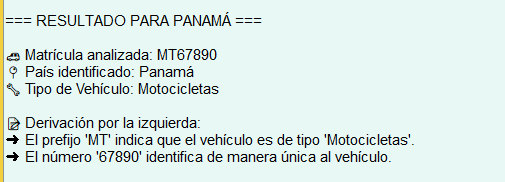 === RESULTADO PARA PANAMÁ ===
🚗 Matrícula analizada: MT67890
📍 País identificado: Panamá
🔧 Tipo de Vehículo: Motocicletas
📝 Derivación por la izquierda:
➜ El prefijo 'MT' indica que el vehículo es de tipo 'Motocicletas'.
➜ El número '67890' identifica de manera única al vehículo.